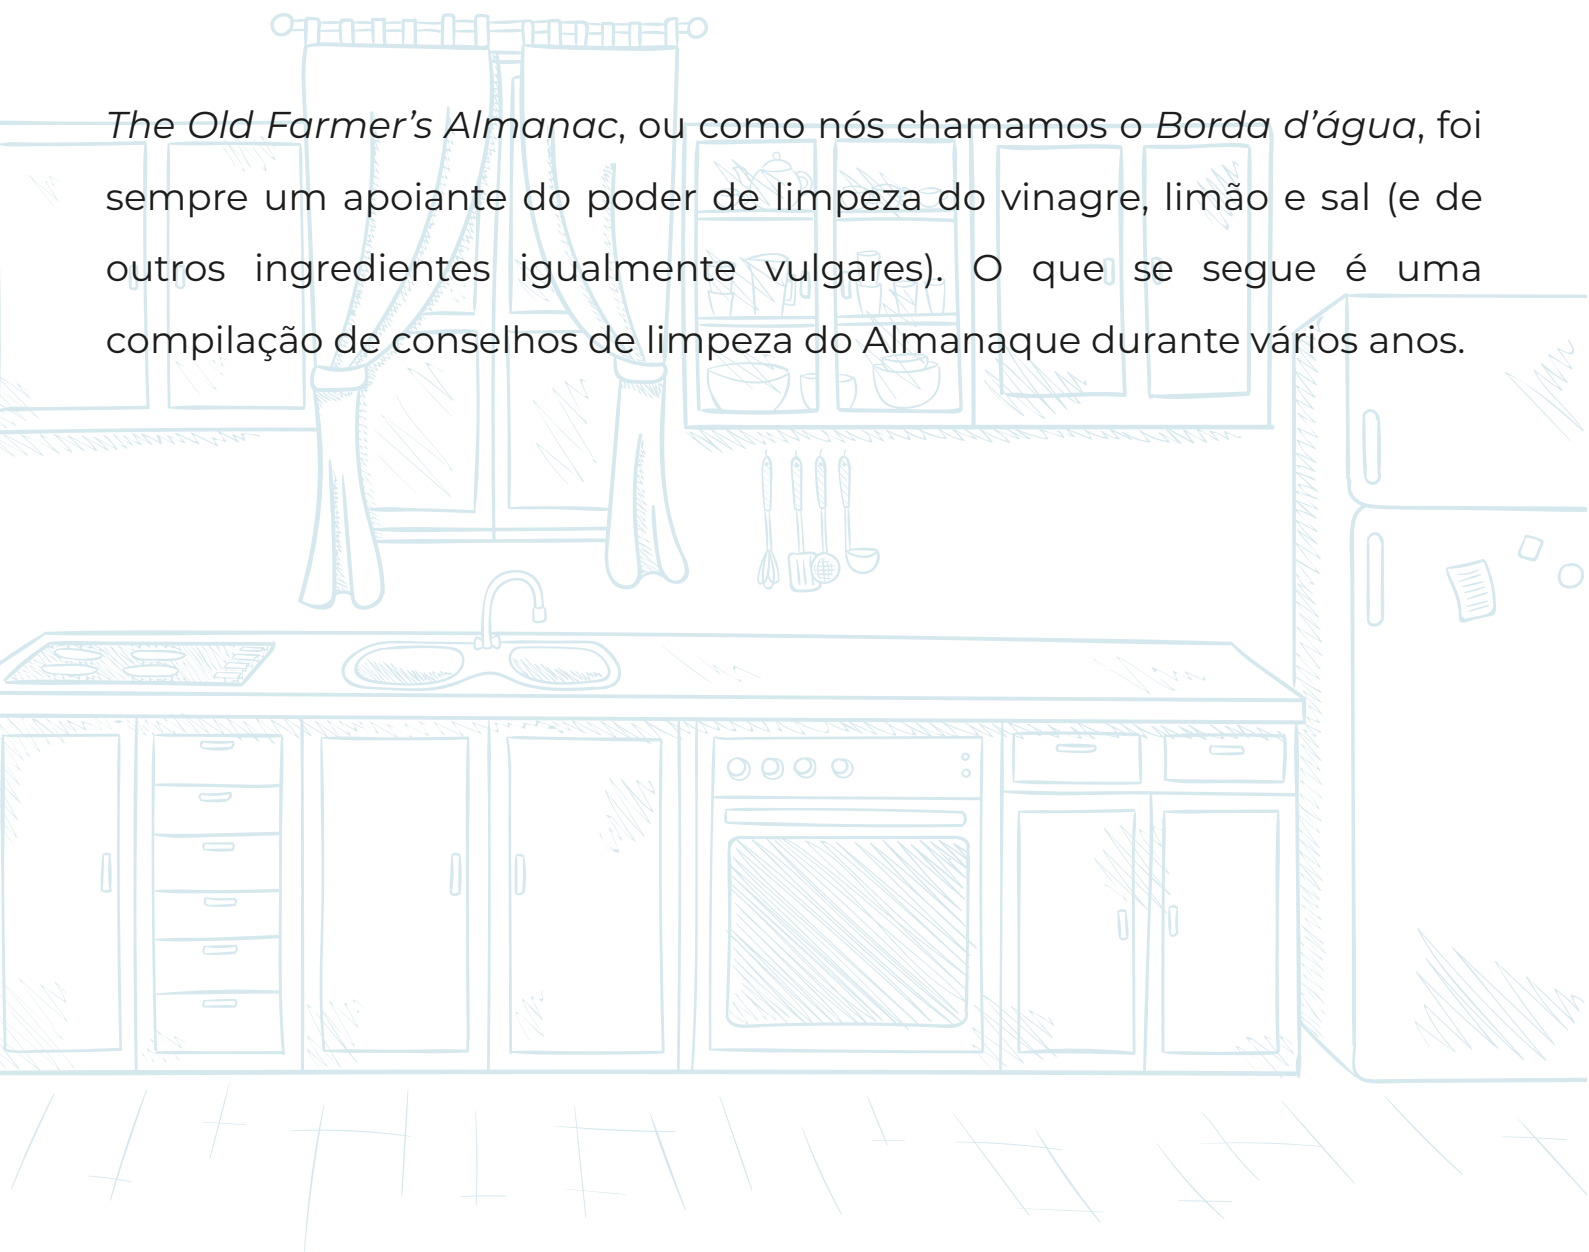 The Old Farmer's Almanac, ou como nós chamamos o Borda d'água, foi
sempre um apoiante do poder de limpeza do vinagre, limão e sal (e de
outros ingredientes igualmente vulgares). O que se segue é uma
compilação de conselhos de limpeza do Almanaque durante vários anos.